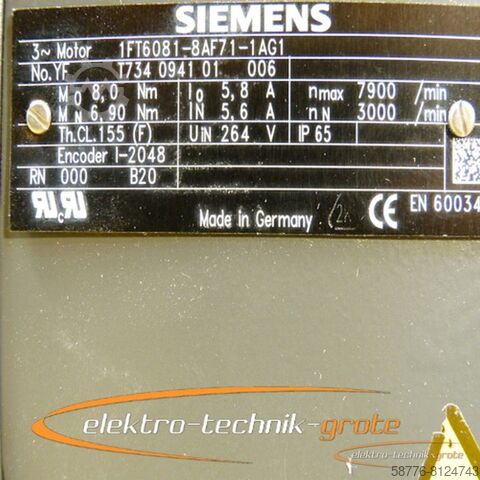 SIEMENS
3~ Motor 1FT6081-8AF71-1AG1
No. YF T734 0941 01 006
M0 8,0 Nm I0 5,8 A nmax 7900 /min
MN 6,90 Nm IN 5,6 A nN 3000 /min
Th.CL.155 (F) UIN 264 V IP 65
Encoder I-2048
RN 000 B20
Made in Germany CE EN 60034
elektro-technik-grote
elektro-technik-grote
58776-8124743